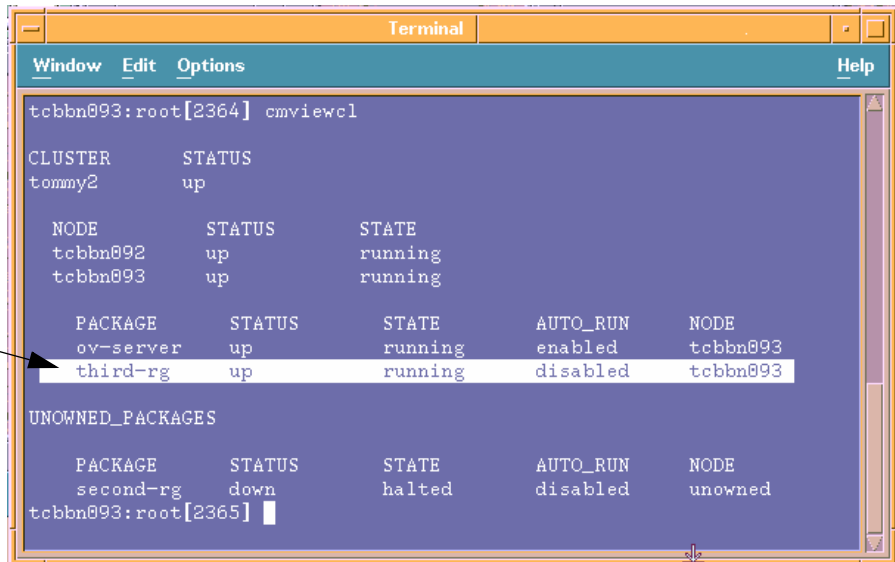 Terminal
Window Edit Options Help
tcbbn093:root[2364] cmviewcl
CLUSTER STATUS
tommy2 up
NODE STATUS STATE
tcbbn092 up running
tcbbn093 up running
PACKAGE STATUS STATE AUTO_RUN NODE
ov-server up running enabled tcbbn093
third-rg up running disabled tcbbn093
UNOWNED_PACKAGES
PACKAGE STATUS STATE AUTO_RUN NODE
second-rg down halted disabled unowned
tcbbn093:root[2365]